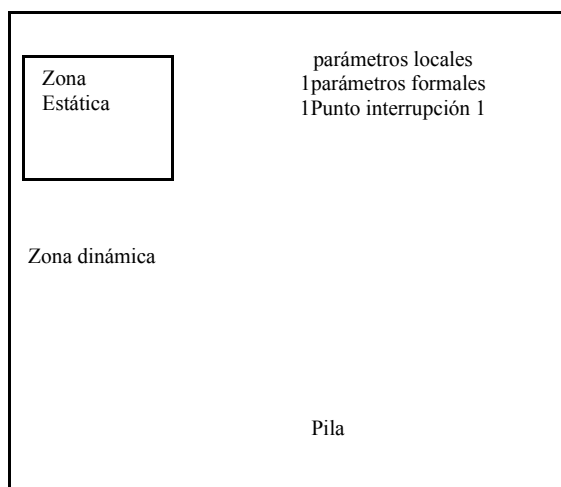 Zona
Estática
parámetros locales
1parámetros formales
1Punto interrupción 1
Zona dinámica
Pila